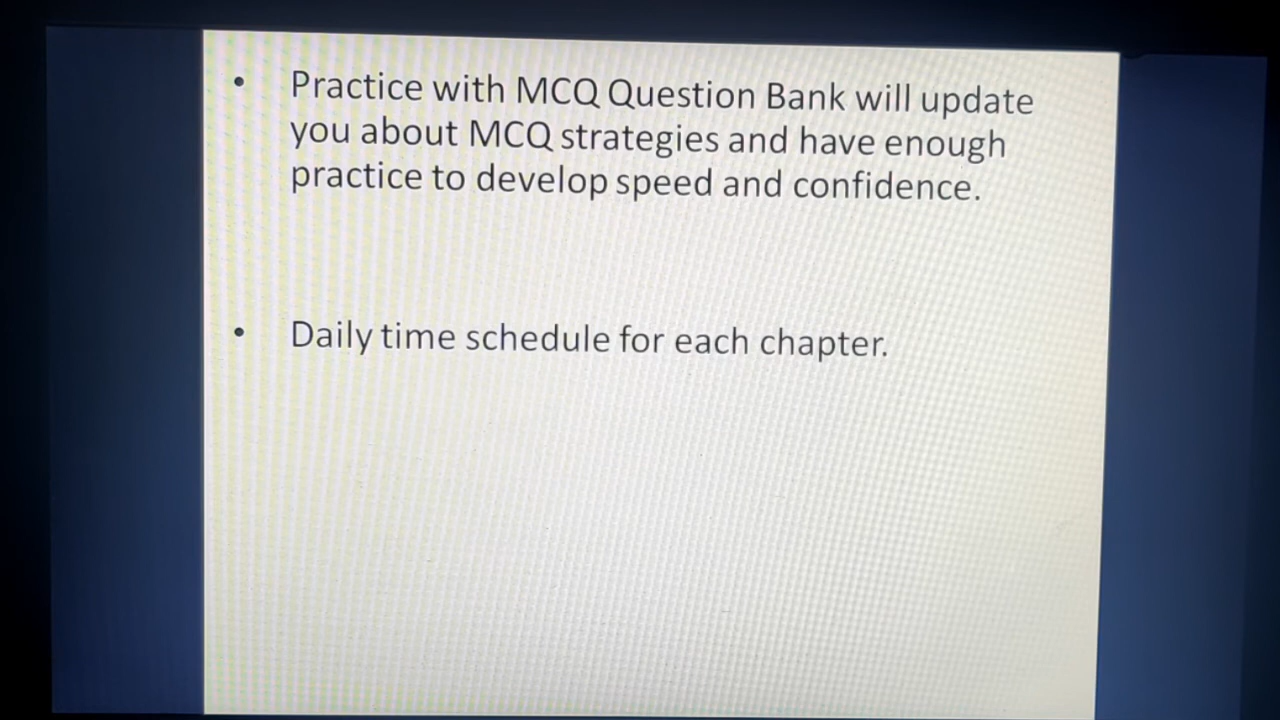 • Practice with MCQ Question Bank will update
you about MCQ strategies and have enough
practice to develop speed and confidence.
• Daily time schedule for each chapter.